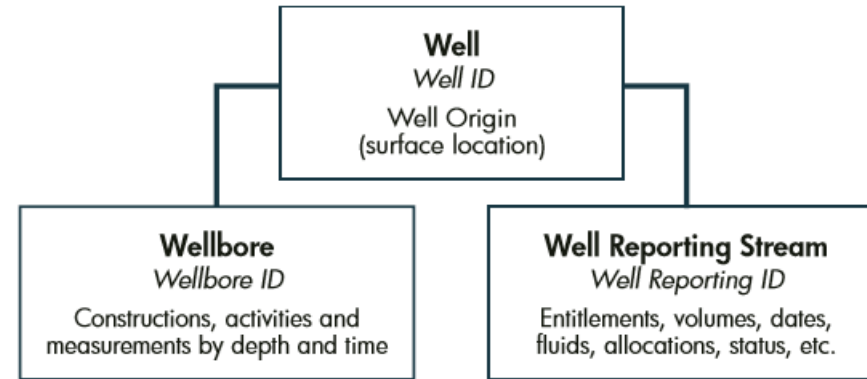 Well
Well ID
Well Origin
(surface location)
Wellbore
Wellbore ID
Constructions, activities and
measurements by depth and time
Well Reporting Stream
Well Reporting ID
Entitlements, volumes, dates,
fluids, allocations, status, etc.